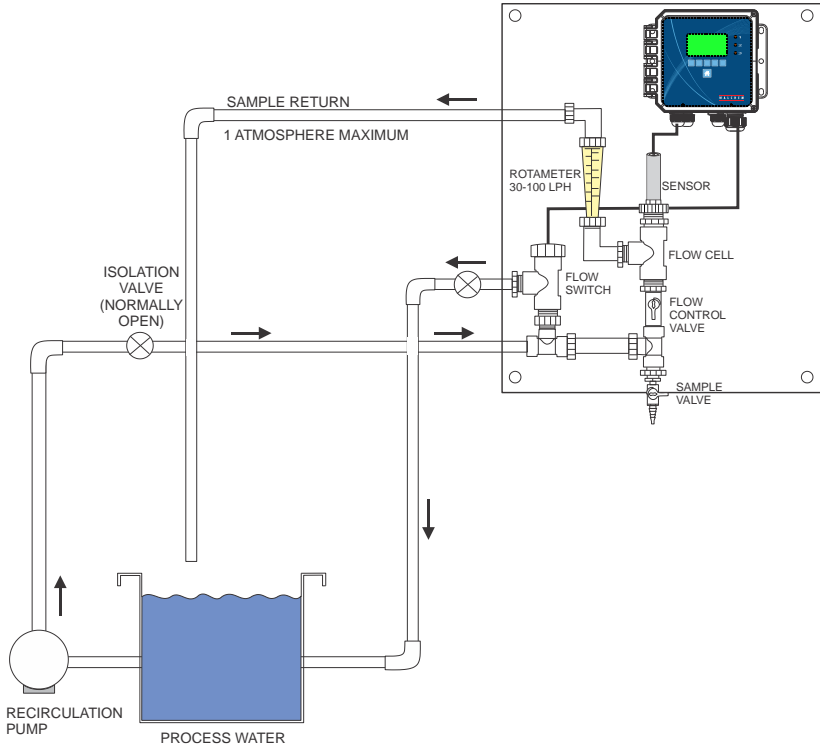 SAMPLE RETURN
1 ATMOSPHERE MAXIMUM
ROTAMETER
30-100 LPH
SENSOR
ISOLATION
VALVE
(NORMALLY
OPEN)
FLOW
SWITCH
FLOW CELL
FLOW
CONTROL
VALVE
SAMPLE
VALVE
RECIRCULATION
PUMP
PROCESS WATER